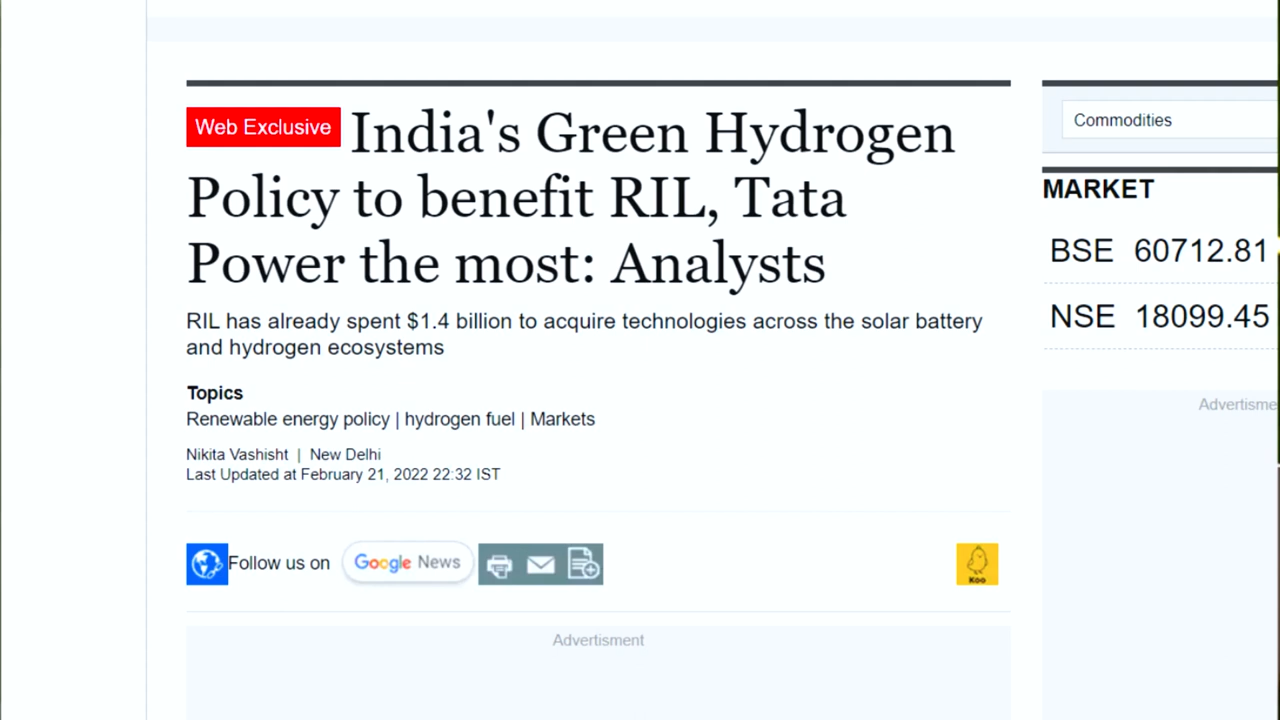 Web Exclusive India's Green Hydrogen
Policy to benefit RIL, Tata
Power the most: Analysts
RIL has already spent $1.4 billion to acquire technologies across the solar battery
and hydrogen ecosystems
Topics
Renewable energy policy | hydrogen fuel | Markets
Nikita Vashisht | New Delhi
Last Updated at February 21, 2022 22:32 IST
Follow us on Google News
Koo
Advertisment
Commodities
MARKET
BSE 60712.81
NSE 18099.45
Advertisme